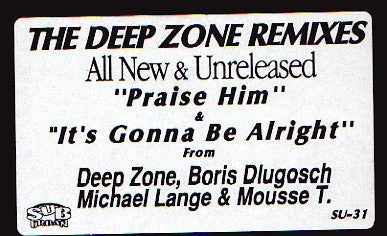 THE DEEP ZONE REMIXES
All New & Unreleased
"Praise Him"
&
"It's Gonna Be Alright"
From
Deep Zone, Boris Dlugosch
Michael Lange & Mousse T.
SUB URBAN
SU-31